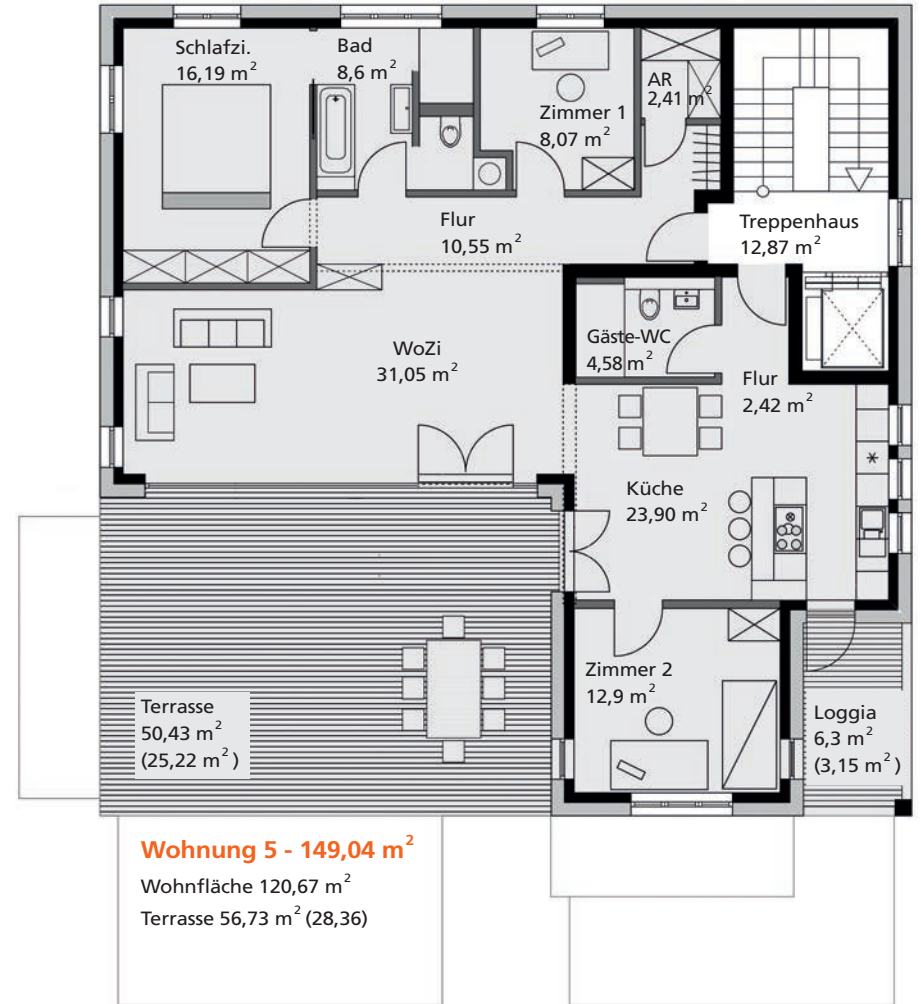 Schlafzi.
16,19 m²
Bad
8,6 m²
Zimmer 1
8,07 m²
AR
2,41 m²
Flur
10,55 m²
Treppenhaus
12,87 m²
WoZi
31,05 m²
Gäste-WC
4,58 m²
Flur
2,42 m²
Küche
23,90 m²
Zimmer 2
12,9 m²
Terrasse
50,43 m²
(25,22 m²)
Loggia
6,3 m²
(3,15 m²)
Wohnung 5 - 149,04 m²
Wohnfläche 120,67 m²
Terrasse 56,73 m² (28,36)